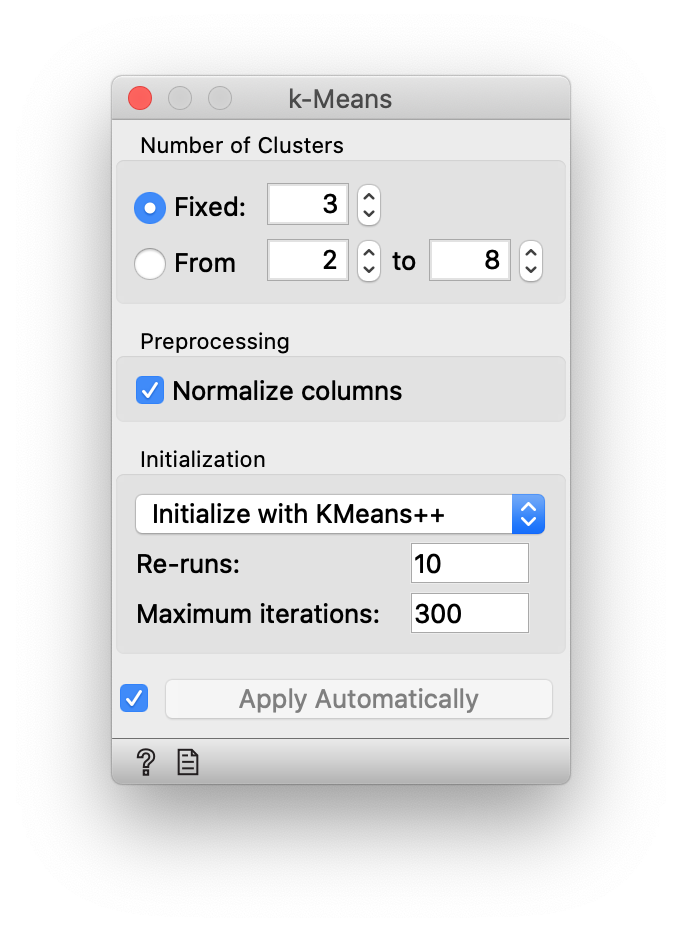 k-Means
Number of Clusters
Fixed: 3
From 2 to 8
Preprocessing
Normalize columns
Initialization
Initialize with KMeans++
Re-runs: 10
Maximum iterations: 300
Apply Automatically
?